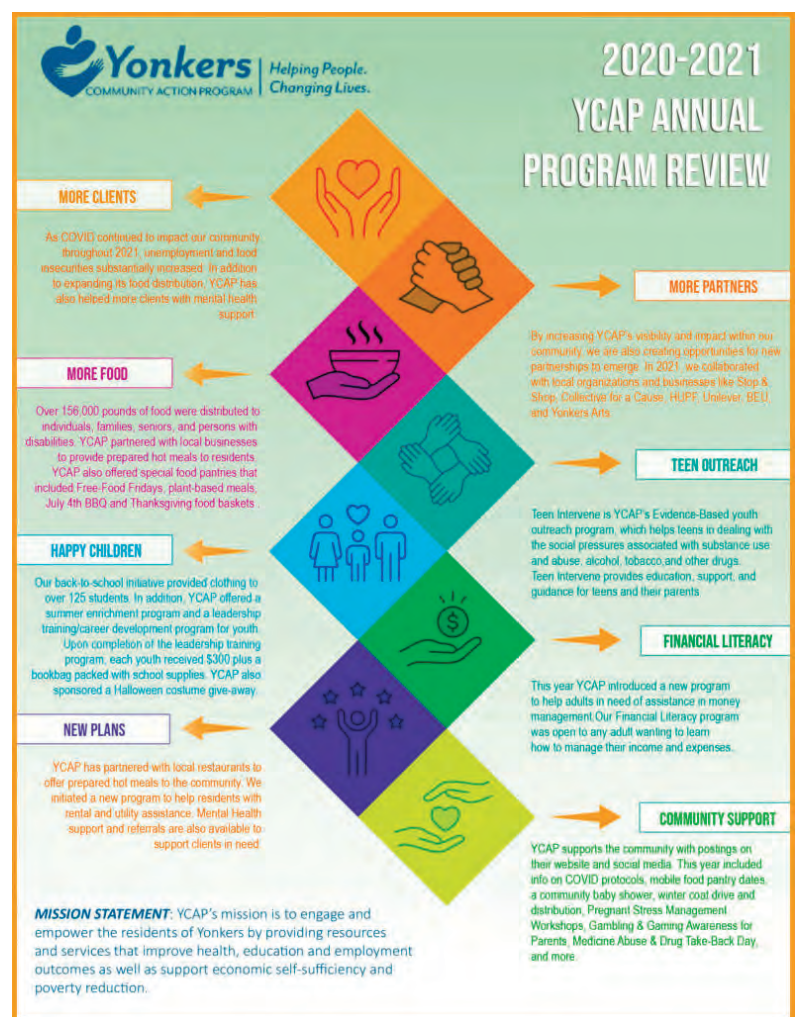 Yonkers
COMMUNITY ACTION PROGRAM
Helping People.
Changing Lives.
2020-2021
YCAP ANNUAL
PROGRAM REVIEW
MORE CLIENTS
As COVID continued to impact our community
throughout 2021, unemployment and food
insecurities substantially increased. In addition
to expanding its food distribution, YCAP has
also helped more clients with mental health
support.
MORE PARTNERS
By increasing YCAP's visibility and impact within our
community, we are also creating opportunities for new
partnerships to emerge. In 2021, we collaborated
with local organizations and businesses like Stop &
Shop, Collective for a Cause, HUPF, Unilever, BEU
and Yonkers Arts.
MORE FOOD
Over 156,000 pounds of food were distributed to
individuals, families, seniors, and persons with
disabilities. YCAP partnered with local businesses
to provide prepared hot meals to residents.
YCAP also offered special food pantries that
included Free-Food Fridays, plant-based meals,
July 4th BBQ and Thanksgiving food baskets .
TEEN OUTREACH
Teen Intervene is YCAP's Evidence-Based youth
outreach program, which helps teens in dealing with
the social pressures associated with substance use
and abuse, alcohol, tobacco,and other drugs.
Teen Intervene provides education, support, and
guidance for teens and their parents.
HAPPY CHILDREN
Our back-to-school initiative provided clothing to
over 125 students. In addition, YCAP offered a
summer enrichment program and a leadership
training/career development program for youth.
Upon completion of the leadership training
program, each youth received $300 plus a
bookbag packed with school supplies. YCAP also
sponsored a Halloween costume give-away.
FINANCIAL LITERACY
This year YCAP introduced a new program
to help adults in need of assistance in money
management.Our Financial Literacy program
was open to any adult wanting to learn
how to manage their income and expenses.
NEW PLANS
YCAP has partnered with local restaurants to
offer prepared hot meals to the community. We
initiated a new program to help residents with
rental and utility assistance. Mental Health
support and referrals are also available to
support clients in need.
COMMUNITY SUPPORT
YCAP supports the community with postings on
their website and social media. This year included
info on COVID protocols, mobile food pantry dates,
a community baby shower, winter coat drive and
distribution, Pregnant Stress Management
Workshops, Gambling & Gaming Awareness for
Parents, Medicine Abuse & Drug Take-Back Day,
and more.
MISSION STATEMENT: YCAP's mission is to engage and
empower the residents of Yonkers by providing resources
and services that improve health, education and employment
outcomes as well as support economic self-sufficiency and
poverty reduction.